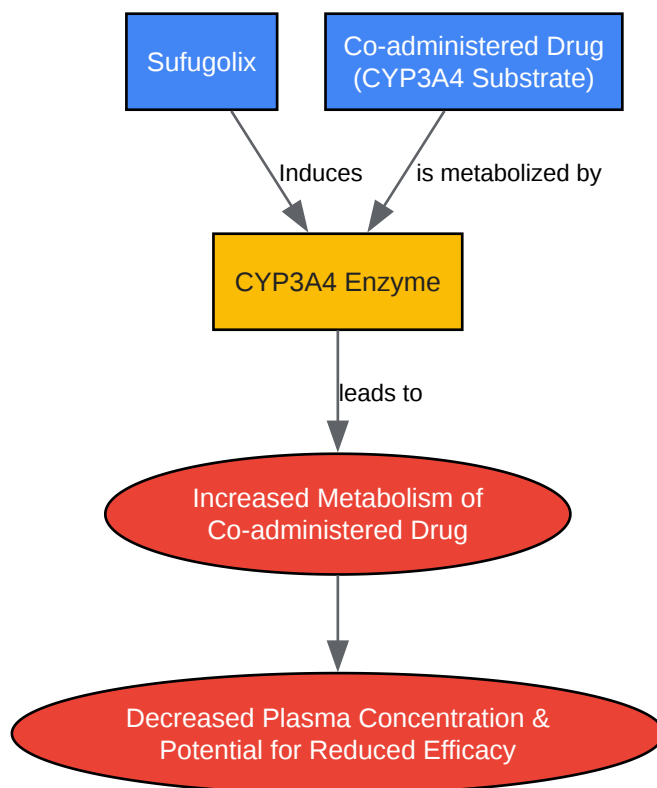 Sufugolix
Co-administered Drug
(CYP3A4 Substrate)
Induces
is metabolized by
CYP3A4 Enzyme
leads to
Increased Metabolism of
Co-administered Drug
Decreased Plasma Concentration &
Potential for Reduced Efficacy